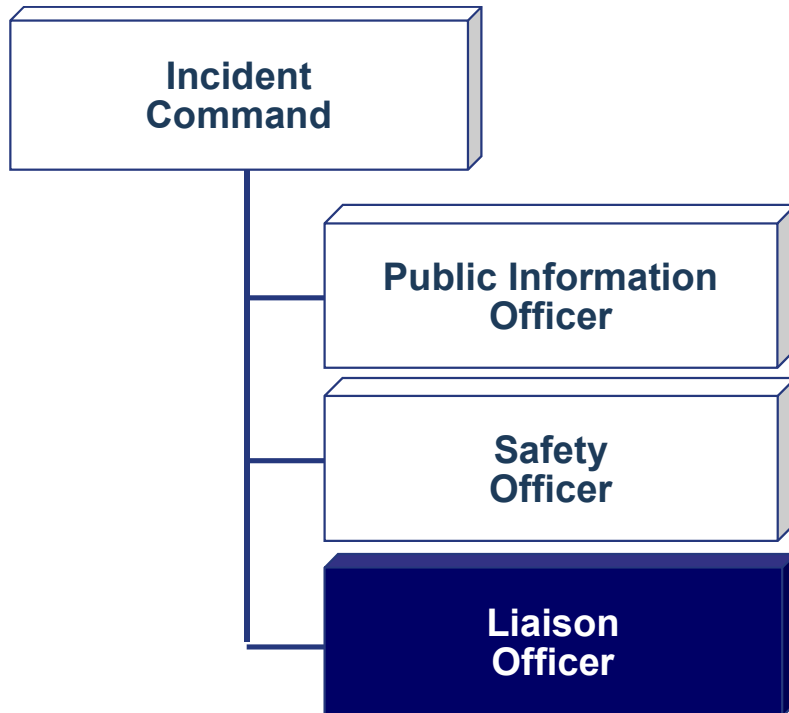 Incident
Command
Public Information
Officer
Safety
Officer
Liaison
Officer